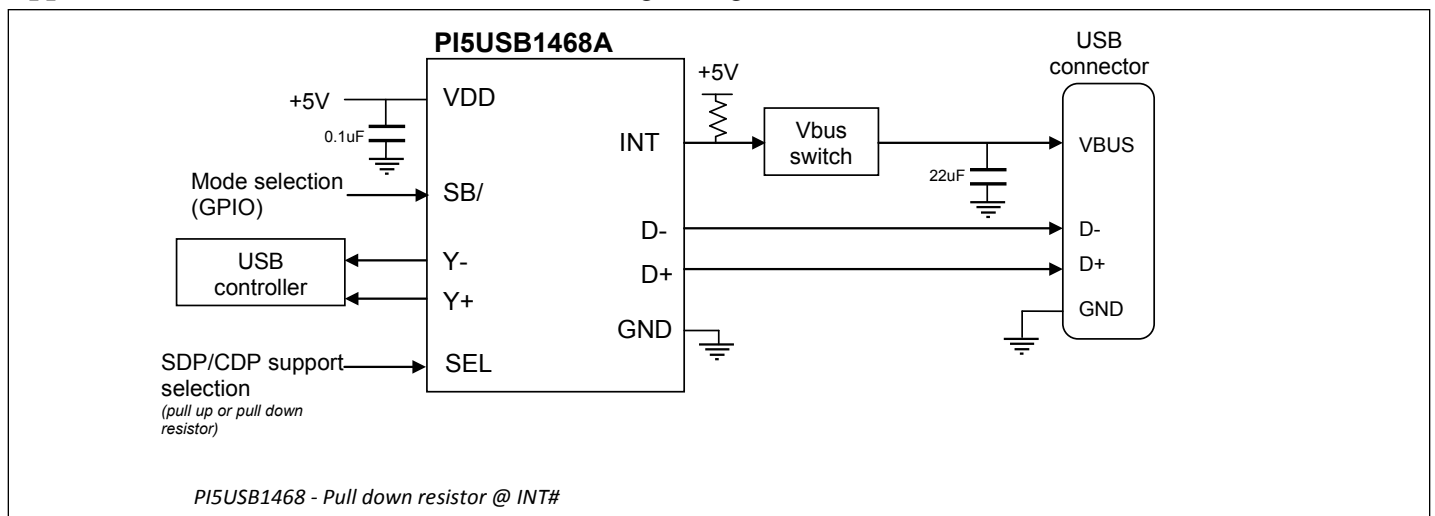 PI5USB1468A
USB
connector
+5V
VDD
+5V
0.1uF
INT
Vbus
switch
VBUS
22uF
Mode selection
(GPIO)
SB/
D-
D-
USB
controller
Y-
D+
D+
Y+
GND
GND
SDP/CDP support
selection
(pull up or pull down
resistor)
SEL
PI5USB1468 - Pull down resistor @ INT#